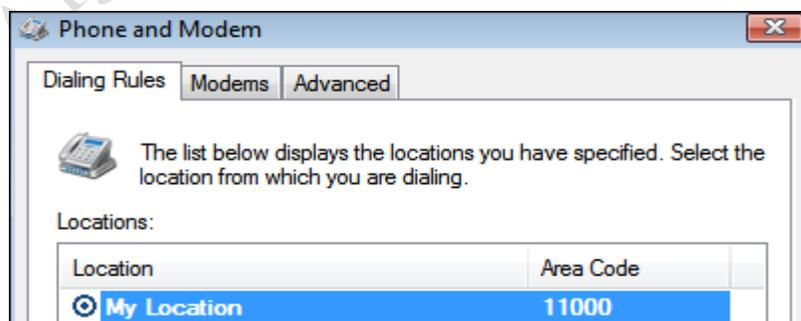 Phone and Modem
Dialing Rules Modems Advanced
The list below displays the locations you have specified. Select the
location from which you are dialing.
Locations:
Location Area Code
My Location 11000